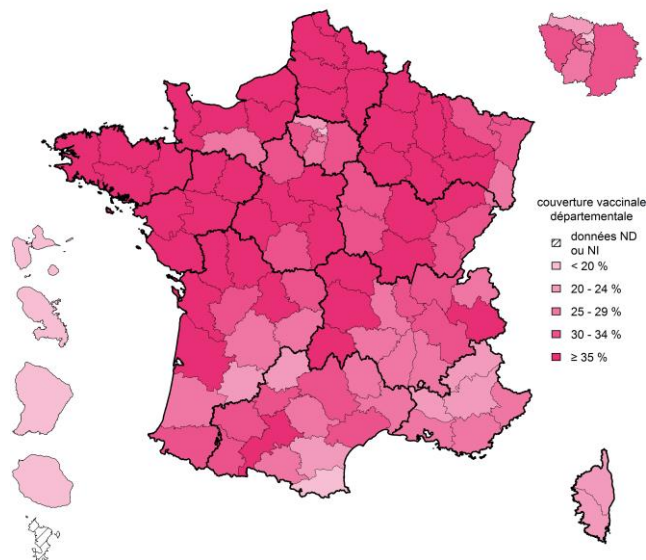 couverture vaccinale
départementale
données ND
ou NI
< 20 %
20 - 24 %
25 - 29 %
30 - 34 %
≥ 35 %